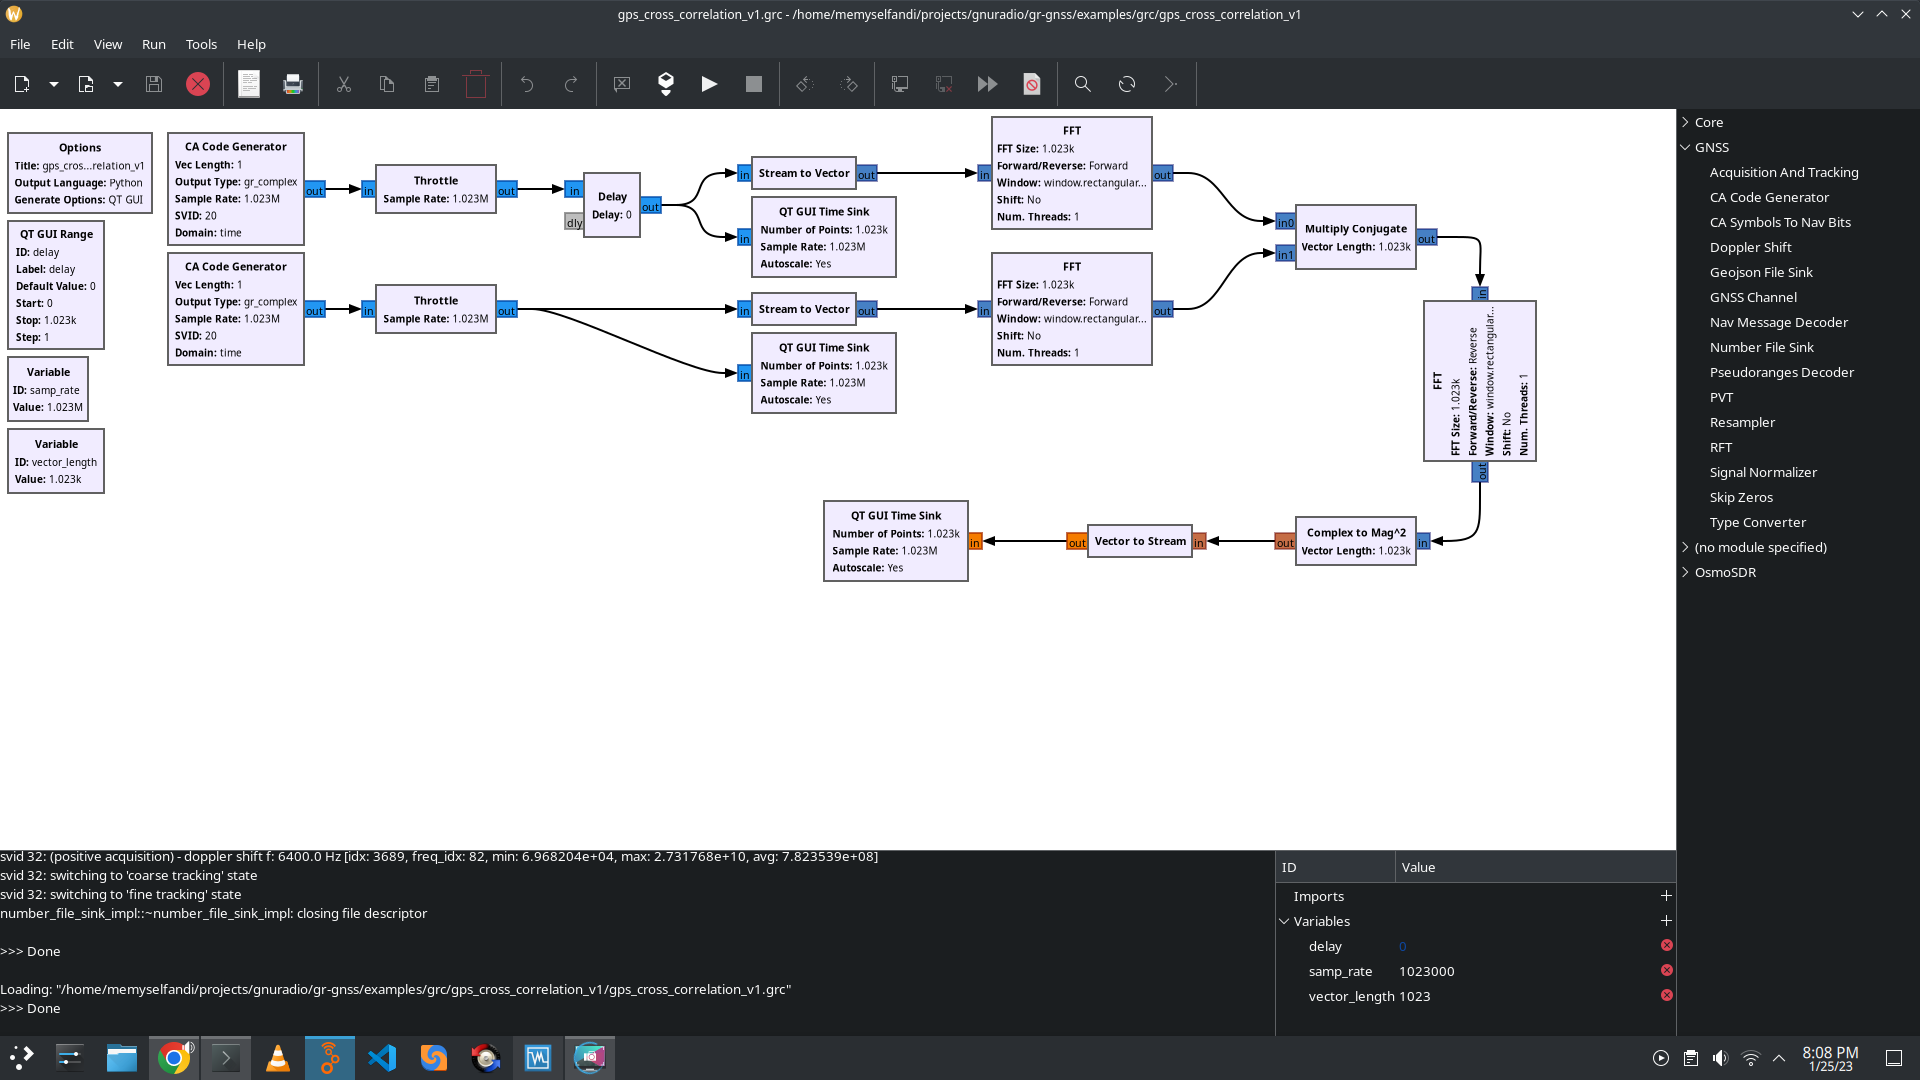 gps_cross_correlation_v1.grc - /home/memyselfandi/projects/gnuradio/gr-gnss/examples/grc/gps_cross_correlation_v1
File Edit View Run Tools Help
Options
Title: gps_cros...relation_v1
Output Language: Python
Generate Options: QT GUI
QT GUI Range
ID: delay
Label: delay
Default Value: 0
Start: 0
Stop: 1.023k
Step: 1
Variable
ID: samp_rate
Value: 1.023M
Variable
ID: vector_length
Value: 1.023k
CA Code Generator
Vec Length: 1
Output Type: gr_complex
Sample Rate: 1.023M
SVID: 20
Domain: time
out
CA Code Generator
Vec Length: 1
Output Type: gr_complex
Sample Rate: 1.023M
SVID: 20
Domain: time
out
in
Throttle
Sample Rate: 1.023M
out
in
Throttle
Sample Rate: 1.023M
out
in
dly
Delay
Delay: 0
out
in
Stream to Vector
out
in
QT GUI Time Sink
Number of Points: 1.023k
Sample Rate: 1.023M
Autoscale: Yes
in
Stream to Vector
out
in
QT GUI Time Sink
Number of Points: 1.023k
Sample Rate: 1.023M
Autoscale: Yes
in
FFT
FFT Size: 1.023k
Forward/Reverse: Forward
Window: window.rectangular...
Shift: No
Num. Threads: 1
out
in
FFT
FFT Size: 1.023k
Forward/Reverse: Forward
Window: window.rectangular...
Shift: No
Num. Threads: 1
out
in0
in1
Multiply Conjugate
Vector Length: 1.023k
out
in
FFT
FFT Size: 1.023k
Forward/Reverse: Reverse
Window: window.rectangular...
Shift: No
Num. Threads: 1
out
in
Complex to Mag^2
Vector Length: 1.023k
out
in
Vector to Stream
out
in
QT GUI Time Sink
Number of Points: 1.023k
Sample Rate: 1.023M
Autoscale: Yes
Core
GNSS
Acquisition And Tracking
CA Code Generator
CA Symbols To Nav Bits
Doppler Shift
Geojson File Sink
GNSS Channel
Nav Message Decoder
Number File Sink
Pseudoranges Decoder
PVT
Resampler
RFT
Signal Normalizer
Skip Zeros
Type Converter
(no module specified)
OsmoSDR
svid 32: (positive acquisition) - doppler shift f: 6400.0 Hz [idx: 3689, freq_idx: 82, min: 6.968204e+04, max: 2.731768e+10, avg: 7.823539e+08]
svid 32: switching to 'coarse tracking' state
svid 32: switching to 'fine tracking' state
number_file_sink_impl::~number_file_sink_impl: closing file descriptor
>>> Done
Loading: "/home/memyselfandi/projects/gnuradio/gr-gnss/examples/grc/gps_cross_correlation_v1/gps_cross_correlation_v1.grc"
>>> Done
ID Value
Imports
Variables
delay 0
samp_rate 1023000
vector_length 1023
8:08 PM
1/25/23